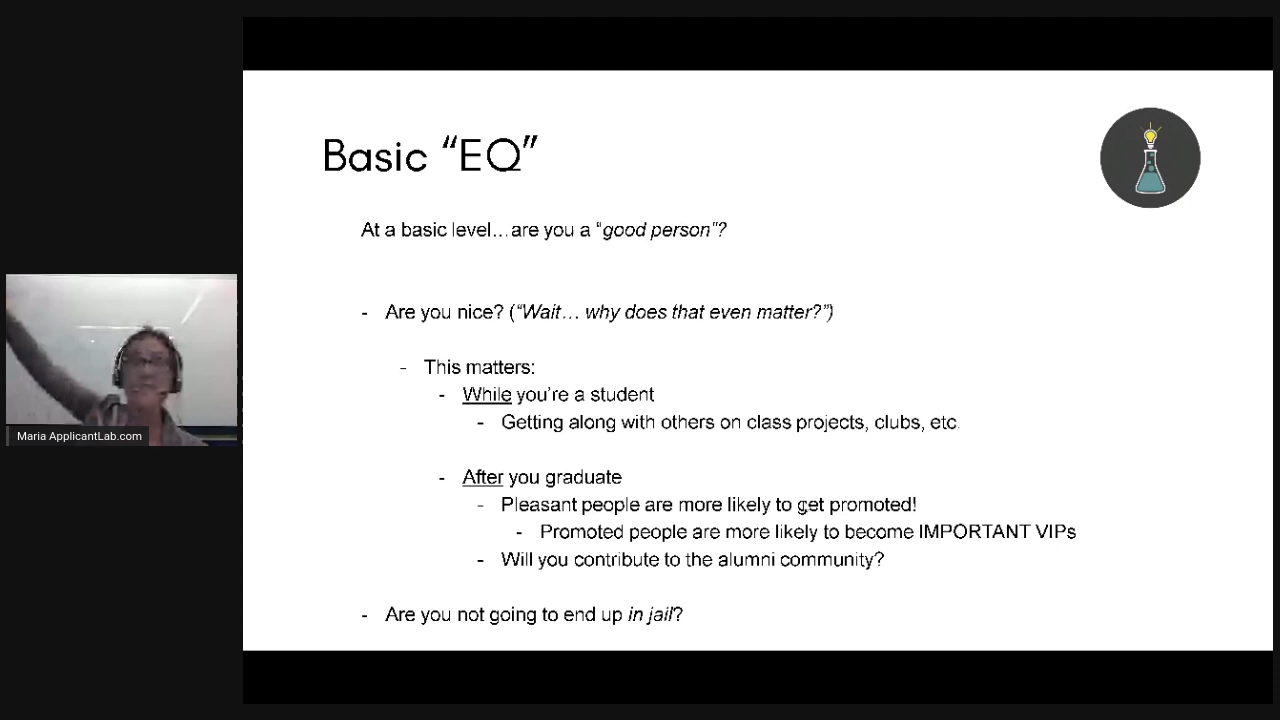 Basic “EQ”
At a basic level…are you a “good person”?
- Are you nice? (“Wait… why does that even matter?”)
- This matters:
- While you’re a student
- Getting along with others on class projects, clubs, etc.
- After you graduate
- Pleasant people are more likely to get promoted!
- Promoted people are more likely to become IMPORTANT VIPs
- Will you contribute to the alumni community?
- Are you not going to end up in jail?
Maria ApplicantLab.com